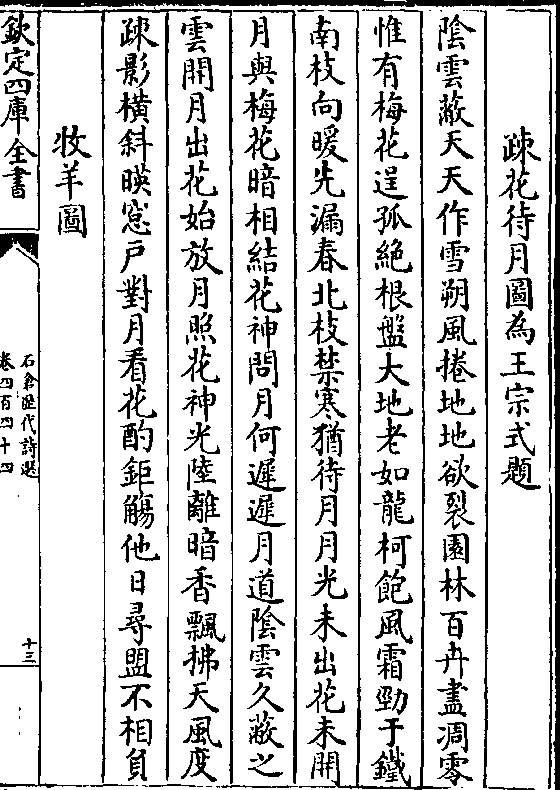 疎花待月圖為王宗式題
陰雲蔽天天作雪朔風捲地地欲裂園林百卉盡凋零
惟有梅花逞孤絶根盤大地老如龍柯飽風霜勁于鐵
南枝向暖先漏春北枝禁寒猶待月月光未出花未開
月與梅花暗相結花神問月何遲遲月道陰雲久蔽之
雲開月出花始放月照花神光陸離暗香飄拂天風度
疎影橫斜暎窻戶對月看花酌鉅觴他日尋盟不相負
牧羊圖
欽定四庫全書
石倉歷代詩選
卷四百四十四
十三